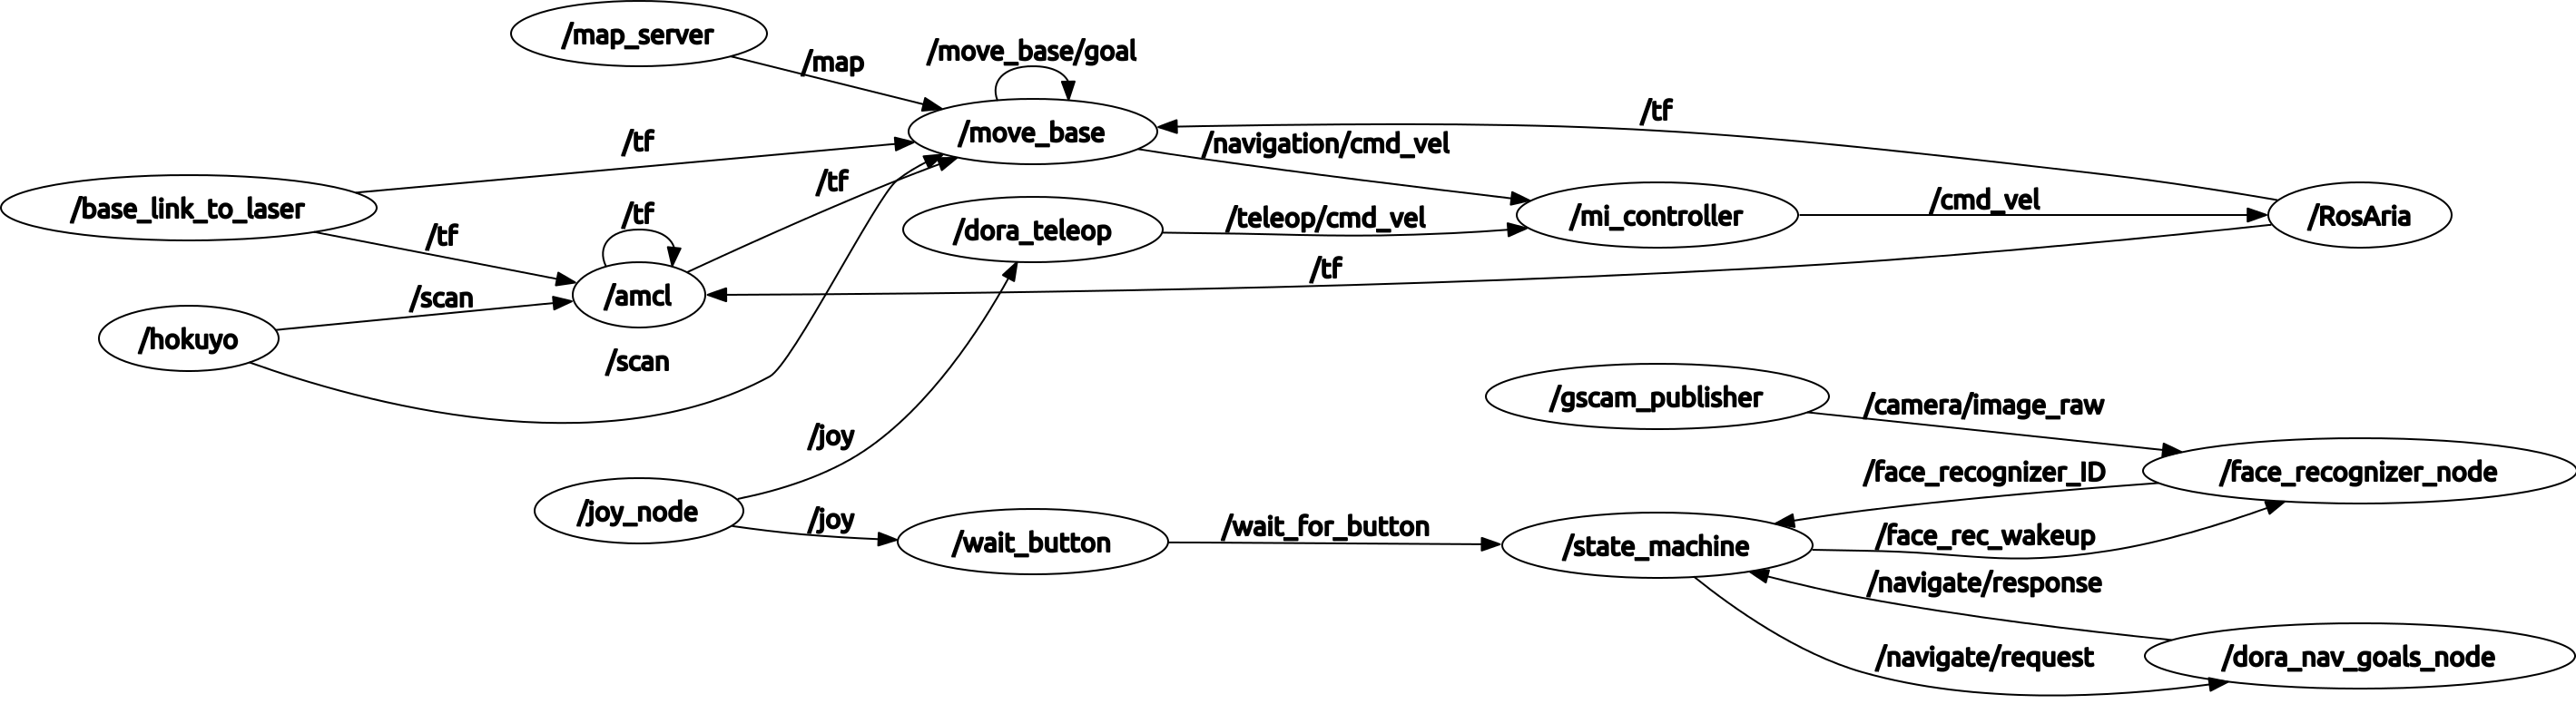 /map_server
/map
/move_base/goal
/move_base
/tf
/tf
/navigation/cmd_vel
/base_link_to_laser
/tf
/tf
/tf
/dora_teleop
/teleop/cmd_vel
/mi_controller
/cmd_vel
/RosAria
/tf
/amcl
/scan
/hokuyo
/scan
/gscam_publisher
/camera/image_raw
/joy
/face_recognizer_ID
/face_recognizer_node
/joy_node
/joy
/wait_button
/wait_for_button
/state_machine
/face_rec_wakeup
/navigate/response
/navigate/request
/dora_nav_goals_node